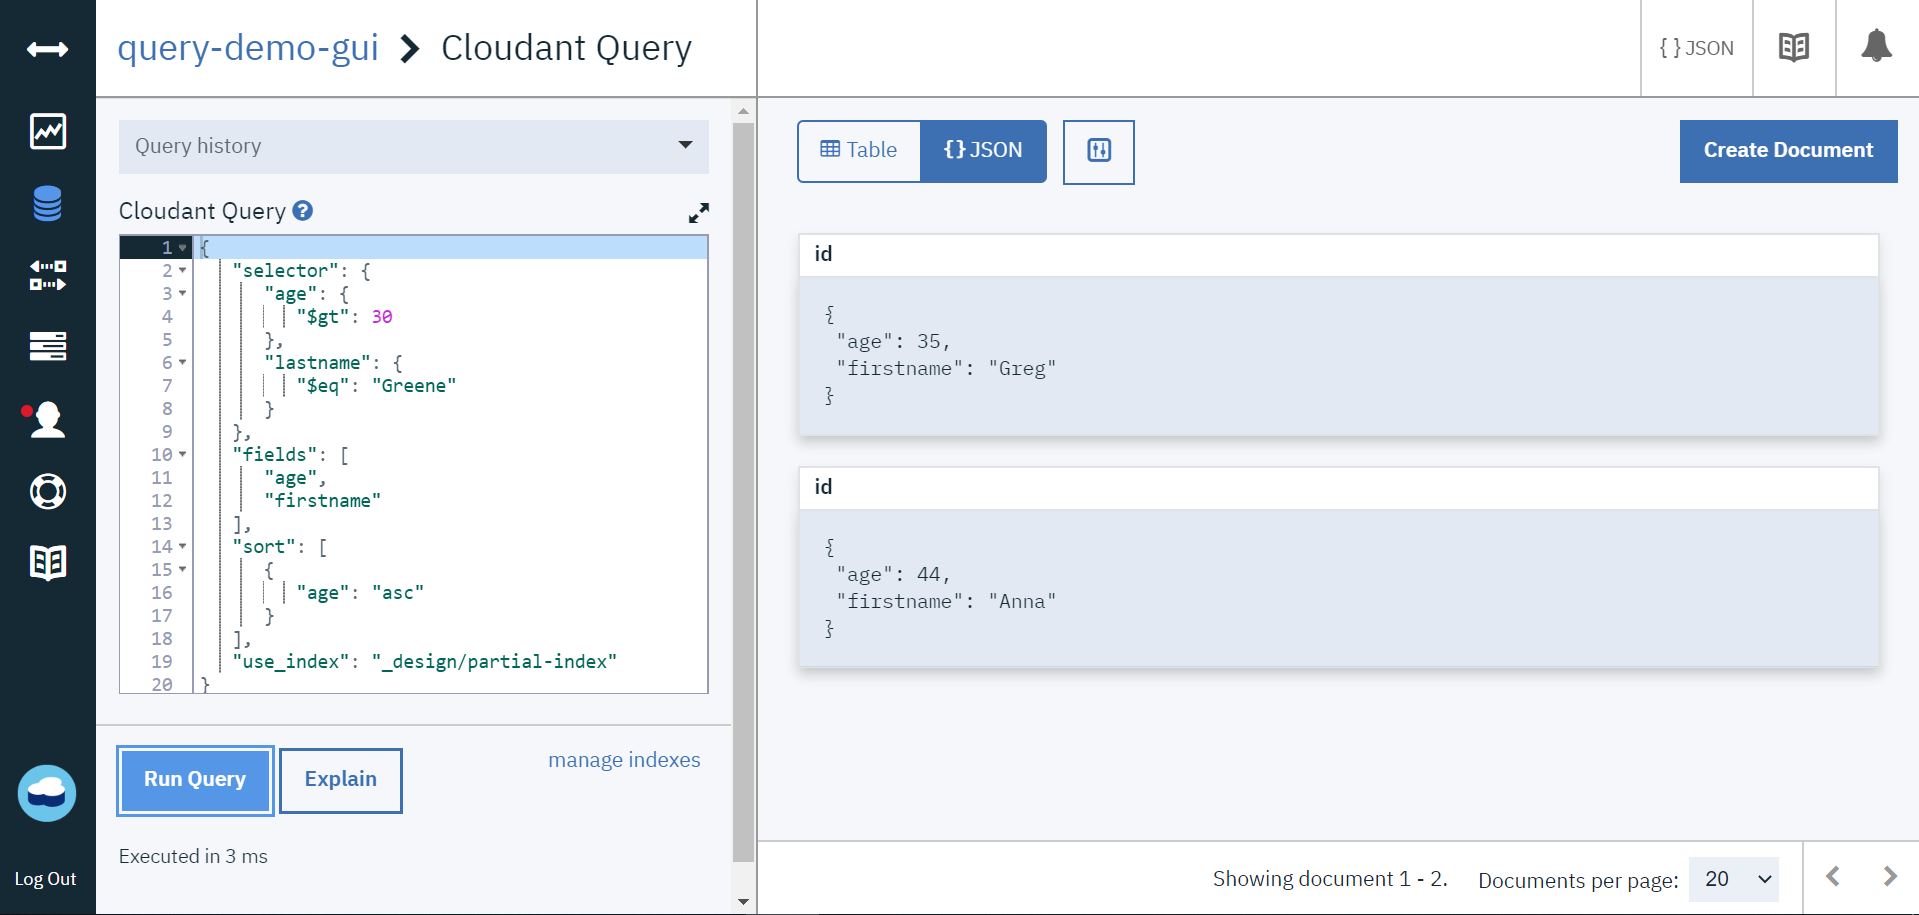 query-demo-gui > Cloudant Query
{ } JSON
Query history
Cloudant Query ?
1 {
2 "selector": {
3 "age": {
4 "$gt": 30
5 },
6 "lastname": {
7 "$eq": "Greene"
8 }
9 },
10 "fields": [
11 "age",
12 "firstname"
13 ],
14 "sort": [
15 {
16 "age": "asc"
17 }
18 ],
19 "use_index": "_design/partial-index"
20 }
Run Query
Explain
manage indexes
Executed in 3 ms
Log Out
Table
{} JSON
Create Document
id
{
"age": 35,
"firstname": "Greg"
}
id
{
"age": 44,
"firstname": "Anna"
}
Showing document 1 - 2.
Documents per page: 20